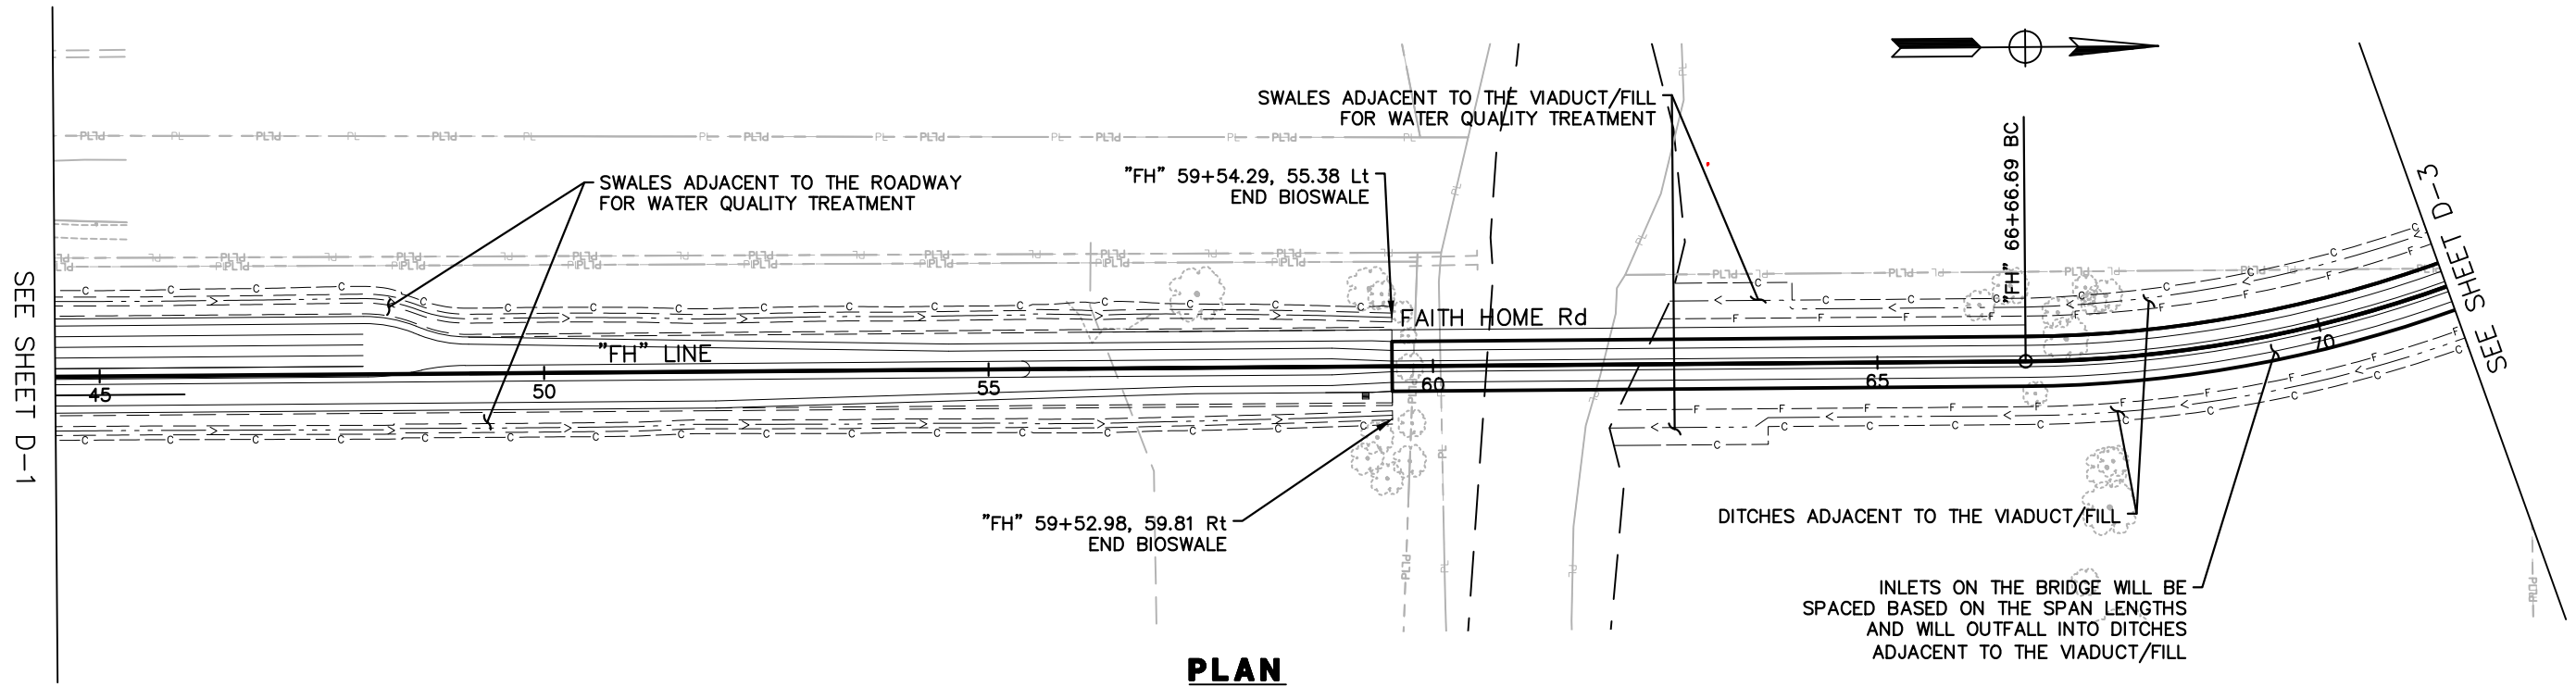 SWALES ADJACENT TO THE VIADUCT/FILL
FOR WATER QUALITY TREATMENT
SWALES ADJACENT TO THE ROADWAY
FOR WATER QUALITY TREATMENT
"FH" 59+54.29, 55.38 Lt
END BIOSWALE
"FH" 66+66.69 BC
SEE SHEET D-3
SEE SHEET D-1
FAITH HOME Rd
"FH" LINE
45
50
55
60
65
70
"FH" 59+52.98, 59.81 Rt
END BIOSWALE
DITCHES ADJACENT TO THE VIADUCT/FILL
INLETS ON THE BRIDGE WILL BE
SPACED BASED ON THE SPAN LENGTHS
AND WILL OUTFALL INTO DITCHES
ADJACENT TO THE VIADUCT/FILL
PLAN